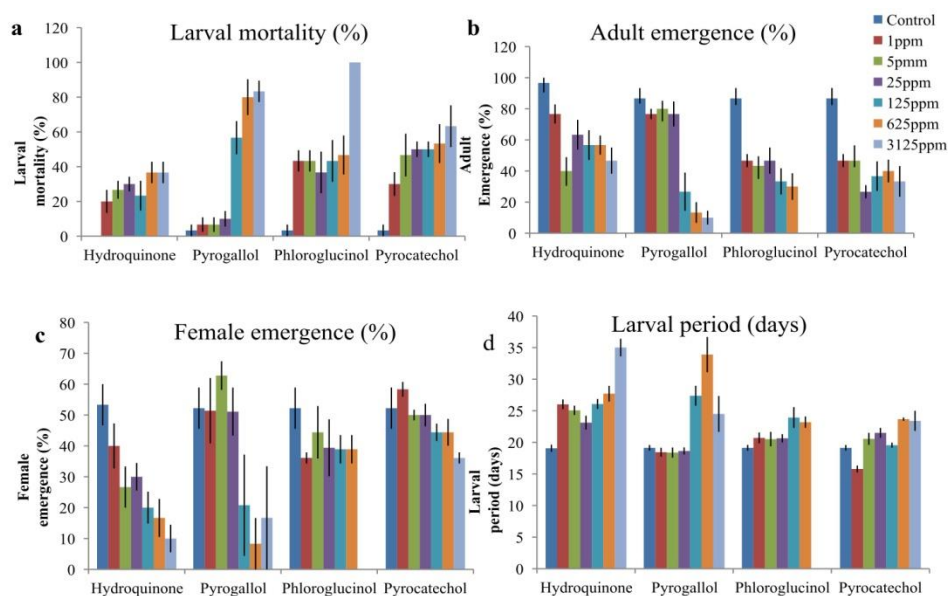 a
Larval mortality (%)
Larval
mortality (%)
100
80
60
40
20
0
Hydroquinone Pyrogallol Phloroglucinol Pyrocatechol
b
Adult emergence (%)
Adult
Emergence (%)
120
100
80
60
40
20
0
Hydroquinone Pyrogallol Phloroglucinol Pyrocatechol
Control
1ppm
5pmm
25ppm
125ppm
625ppm
3125ppm
c
Female emergence (%)
Female
emergence (%)
80
70
60
50
40
30
20
10
0
Hydroquinone Pyrogallol Phloroglucinol Pyrocatechol
d
Larval period (days)
Larval
period (days)
40
35
30
25
20
15
10
5
0
Hydroquinone Pyrogallol Phloroglucinol Pyrocatechol